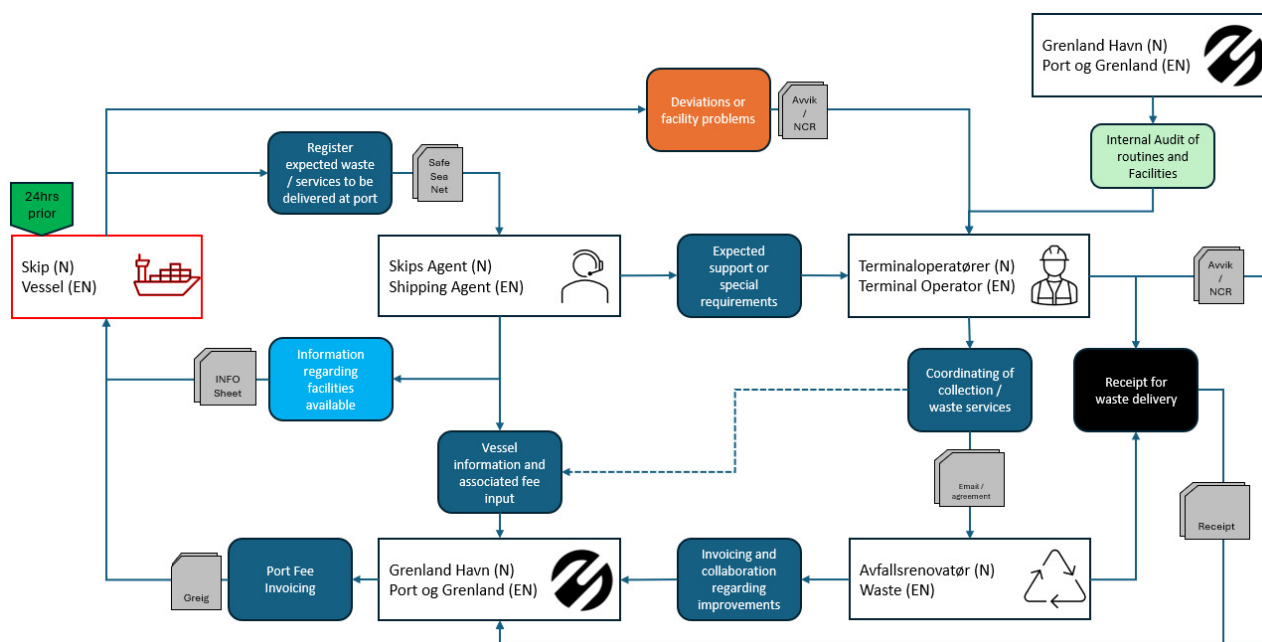 Grenland Havn (N)
Port og Grenland (EN)
Deviations or
facility problems
Avvik
/
NCR
Internal Audit of
routines and
Facilities
Register
expected waste
/ services to be
delivered at port
Safe
Sea
Net
24hrs
prior
Skip (N)
Vessel (EN)
Skips Agent (N)
Shipping Agent (EN)
Expected
support or
special
requirements
Terminaloperatører (N)
Terminal Operator (EN)
Avvik
/
NCR
INFO
Sheet
Information
regarding
facilities
available
Coordinating of
collection /
waste services
Receipt for
waste delivery
Vessel
information and
associated fee
input
Email /
agreement
Receipt
Greig
Port Fee
Invoicing
Grenland Havn (N)
Port og Grenland (EN)
Invoicing and
collaboration
regarding
improvements
Avfallsrenovatør (N)
Waste (EN)